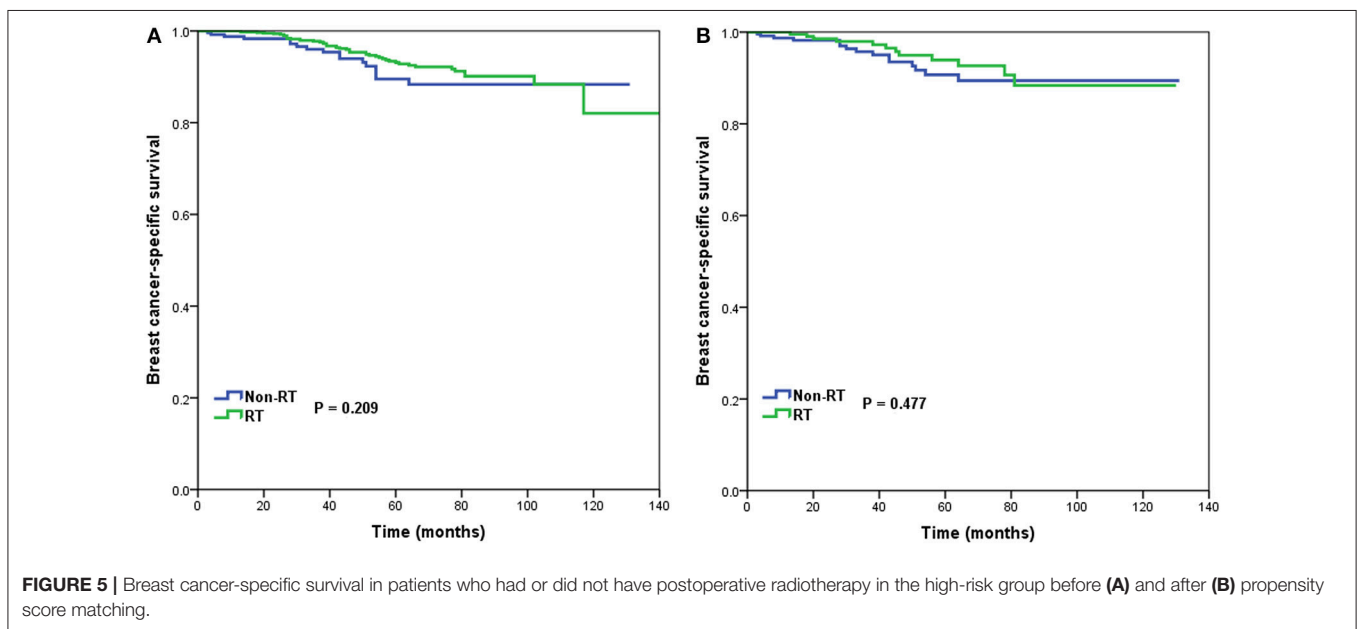 A
Breast cancer-specific survival
1.0
0.8
0.6
0.4
0.2
0.0
Non-RT
RT
P = 0.209
0 20 40 60 80 100 120 140
Time (months)
B
Breast cancer-specific survival
1.0
0.8
0.6
0.4
0.2
0.0
Non-RT
RT
P = 0.477
0 20 40 60 80 100 120 140
Time (months)
FIGURE 5 | Breast cancer-specific survival in patients who had or did not have postoperative radiotherapy in the high-risk group before (A) and after (B) propensity
score matching.